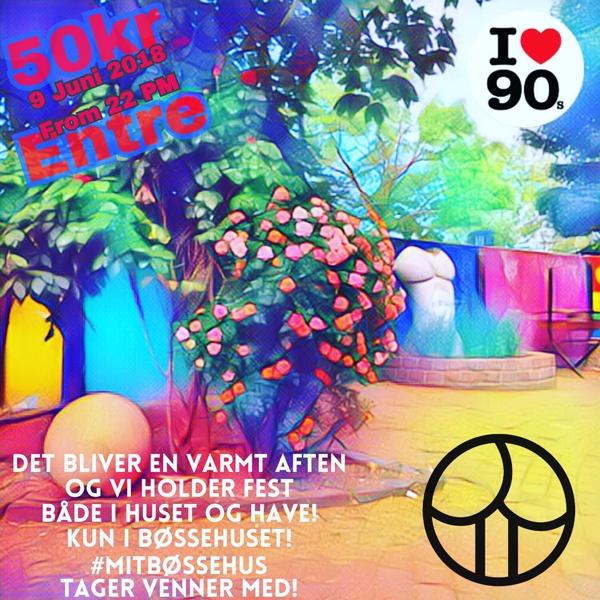 50kr
9 Juni 2018
From 22 PM
Entre
I ❤ 90s
DET BLIVER EN VARMT AFTEN
OG VI HOLDER FEST
BÅDE I HUSET OG HAVE!
KUN I BØSSEHUSET!
#MITBØSSEHUS
TAGER VENNER MED!